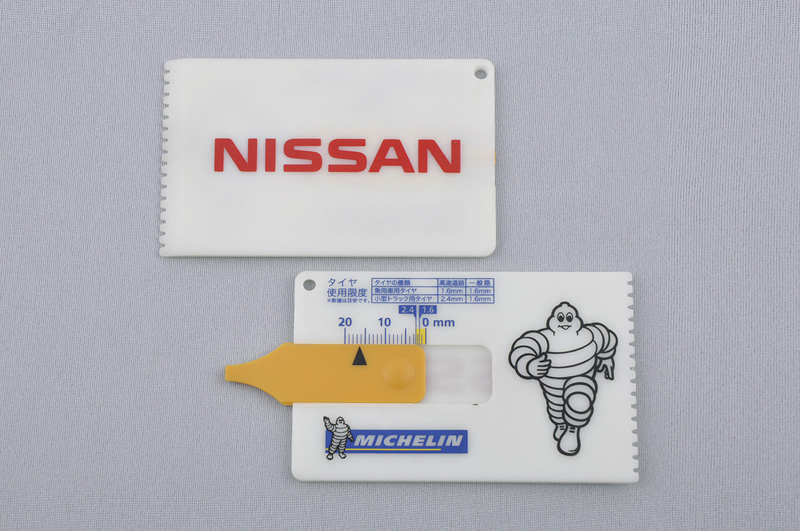 NISSAN
タイヤ
使用限度
※数値は目安です。
タイヤの種類 高速道路 一般路
乗用車用タイヤ 1.6mm 1.6mm
小型トラック用タイヤ 2.4mm 1.6mm
2.4 1.6
20 10 0 mm
MICHELIN